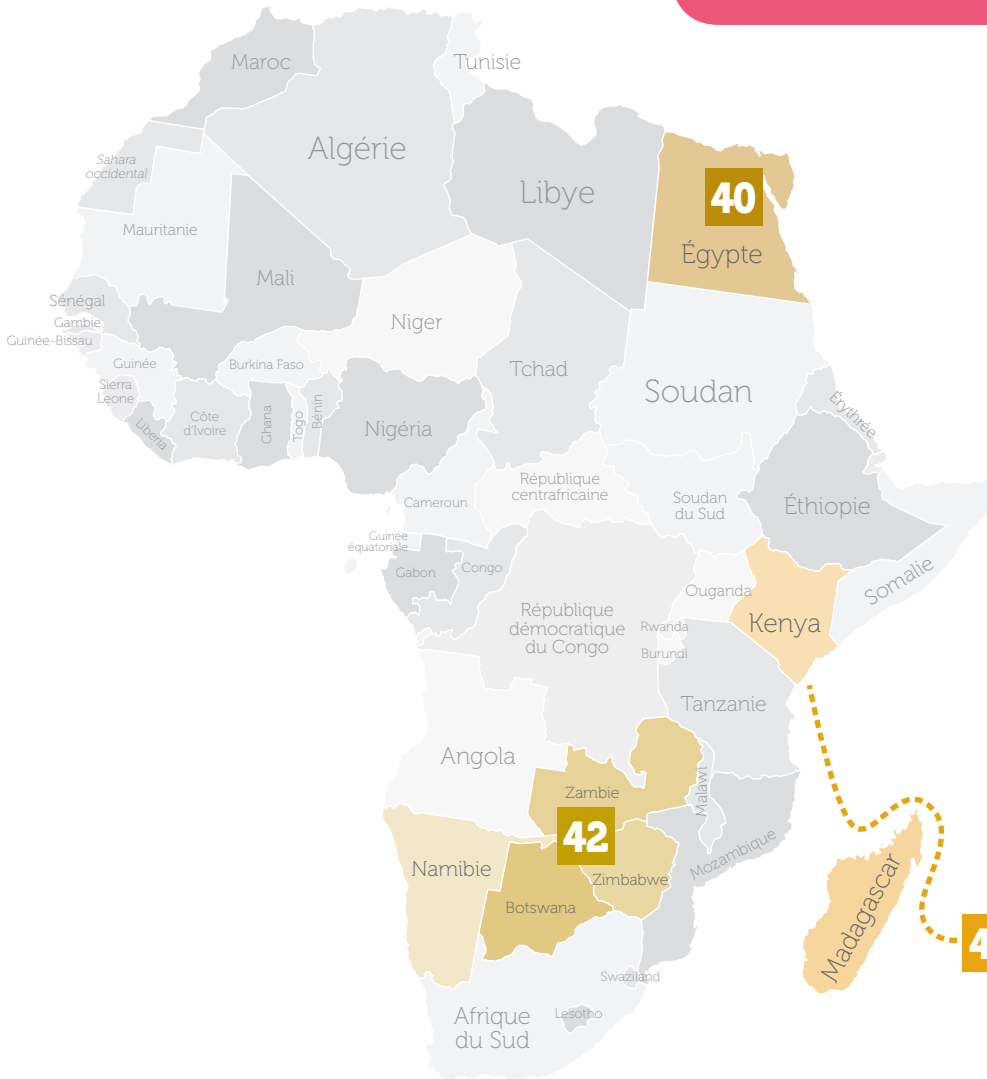 Maroc
Tunisie
Algérie
Libye
40
Égypte
Sahara
occidental
Mauritanie
Mali
Niger
Tchad
Soudan
Érythrée
Sénégal
Gambie
Guinée-Bissau
Guinée
Sierra
Leone
Liberia
Côte
d'Ivoire
Burkina Faso
Ghana
Togo
Bénin
Nigéria
Cameroun
République
centrafricaine
Soudan
du Sud
Éthiopie
Somalie
Guinée
équatoriale
Gabon
Congo
République
démocratique
du Congo
Ouganda
Rwanda
Burundi
Kenya
Tanzanie
Angola
Zambie
Malawi
Mozambique
42
Namibie
Botswana
Zimbabwe
Madagascar
4
Swaziland
Lesotho
Afrique
du Sud